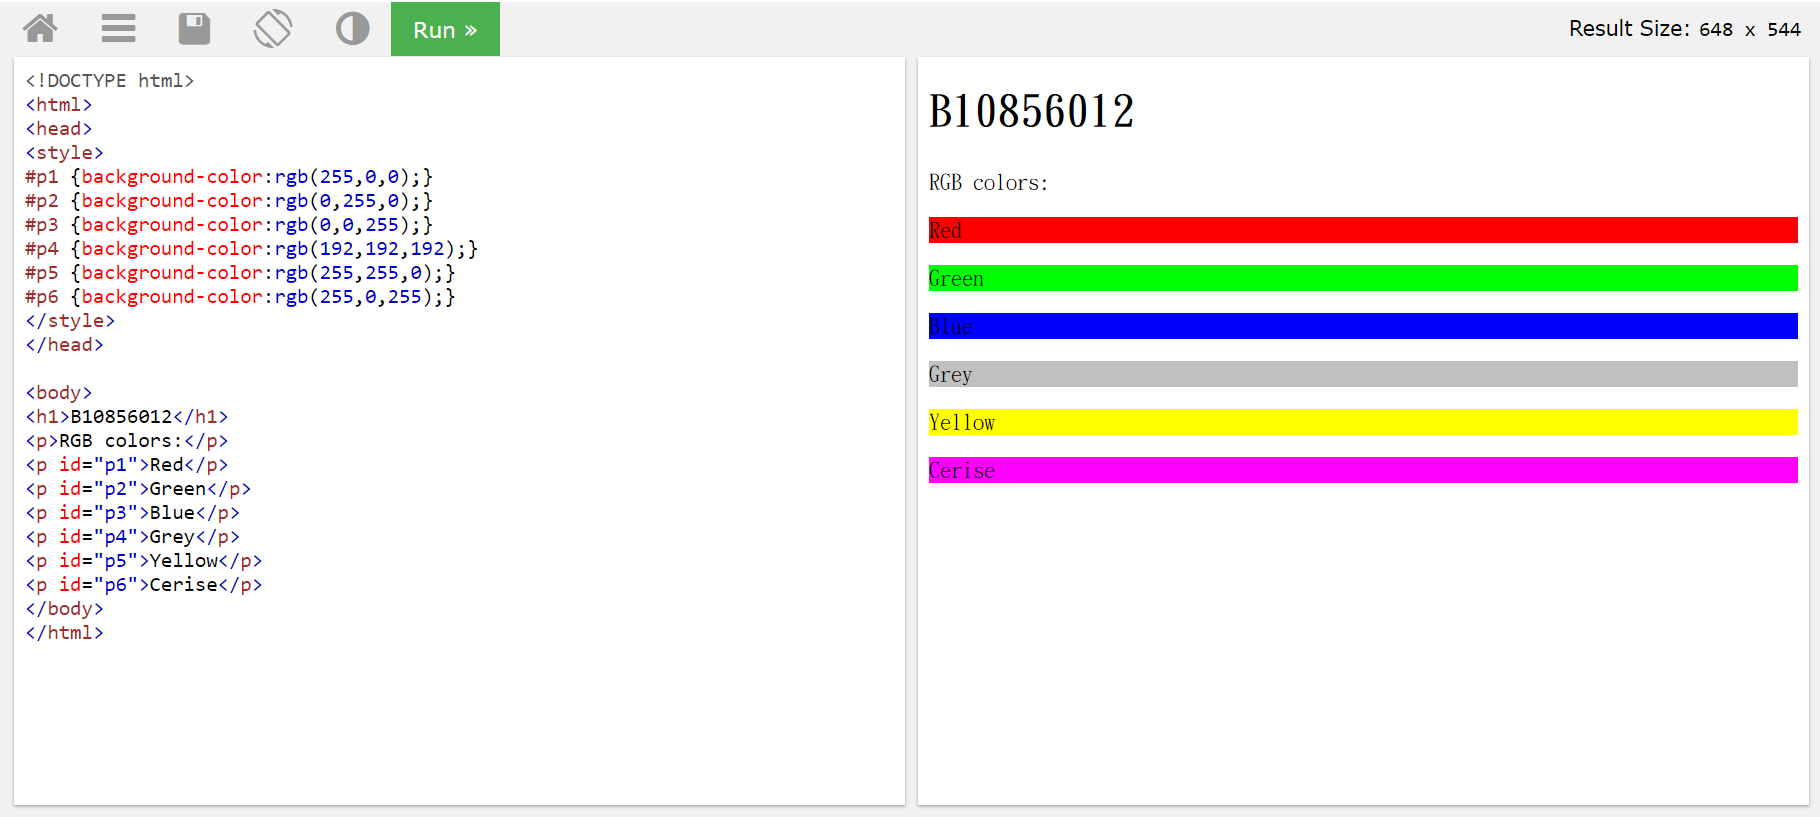 Run »
Result Size: 648 x 544
<!DOCTYPE html>
<html>
<head>
<style>
#p1 {background-color:rgb(255,0,0);}
#p2 {background-color:rgb(0,255,0);}
#p3 {background-color:rgb(0,0,255);}
#p4 {background-color:rgb(192,192,192);}
#p5 {background-color:rgb(255,255,0);}
#p6 {background-color:rgb(255,0,255);}
</style>
</head>

<body>
<h1>B10856012</h1>
<p>RGB colors:</p>
<p id="p1">Red</p>
<p id="p2">Green</p>
<p id="p3">Blue</p>
<p id="p4">Grey</p>
<p id="p5">Yellow</p>
<p id="p6">Cerise</p>
</body>
</html>
B10856012
RGB colors:
Red
Green
Blue
Grey
Yellow
Cerise